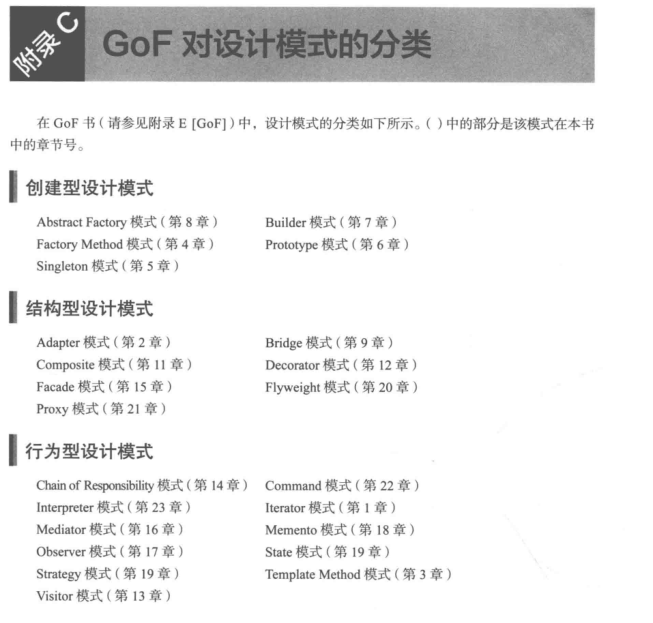 附录 C
GoF 对设计模式的分类
在 GoF 书（请参见附录 E [GoF]）中，设计模式的分类如下所示。（ ）中的部分是该模式在本书
中的章节号。
创建型设计模式
Abstract Factory 模式（第 8 章） Builder 模式（第 7 章）
Factory Method 模式（第 4 章） Prototype 模式（第 6 章）
Singleton 模式（第 5 章）
结构型设计模式
Adapter 模式（第 2 章） Bridge 模式（第 9 章）
Composite 模式（第 11 章） Decorator 模式（第 12 章）
Facade 模式（第 15 章） Flyweight 模式（第 20 章）
Proxy 模式（第 21 章）
行为型设计模式
Chain of Responsibility 模式（第 14 章） Command 模式（第 22 章）
Interpreter 模式（第 23 章） Iterator 模式（第 1 章）
Mediator 模式（第 16 章） Memento 模式（第 18 章）
Observer 模式（第 17 章） State 模式（第 19 章）
Strategy 模式（第 19 章） Template Method 模式（第 3 章）
Visitor 模式（第 13 章）